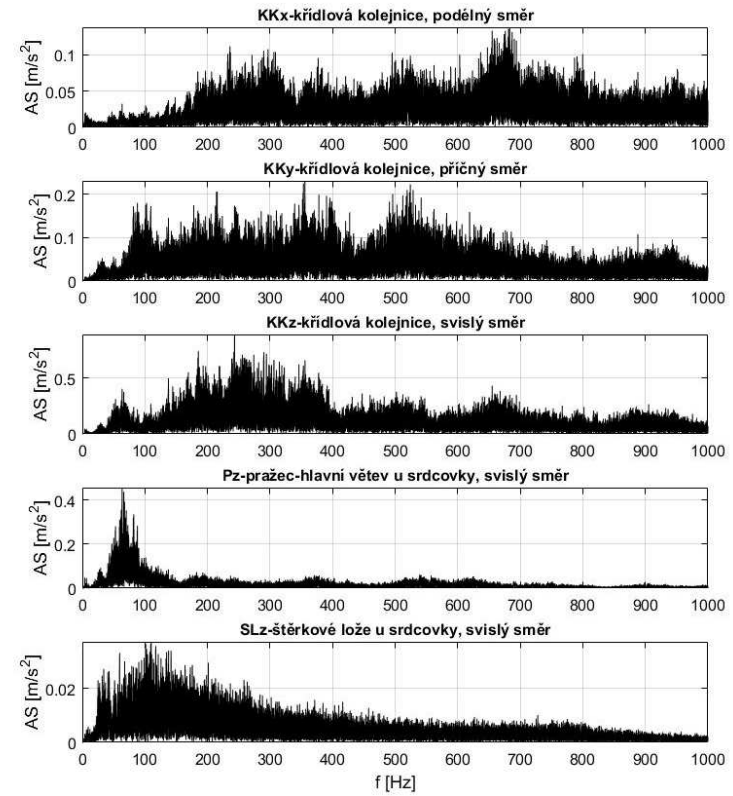 KKx-křídlová kolejnice, podélný směr
AS [m/s²]
0.1
0.05
0
0 100 200 300 400 500 600 700 800 900 1000
KKy-křídlová kolejnice, příčný směr
AS [m/s²]
0.2
0.1
0
0 100 200 300 400 500 600 700 800 900 1000
KKz-křídlová kolejnice, svislý směr
AS [m/s²]
0.5
0
0 100 200 300 400 500 600 700 800 900 1000
Pz-pražec-hlavní větev u srdcovky, svislý směr
AS [m/s²]
0.4
0.2
0
0 100 200 300 400 500 600 700 800 900 1000
SLz-štěrkové lože u srdcovky, svislý směr
AS [m/s²]
0.02
0
0 100 200 300 400 500 600 700 800 900 1000
f [Hz]